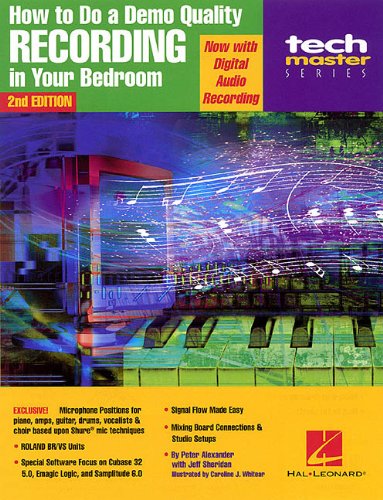 How to Do a Demo Quality
RECORDING
in Your Bedroom
2nd EDITION
Now with
Digital
Audio
Recording
tech
master
SERIES
EXCLUSIVE! Microphone Positions for
piano, amps, guitar, drums, vocalists &
choir based upon Shure® mic techniques
• ROLAND BR/VS Units
• Special Software Focus on Cubase 32
5.0, Emagic Logic, and Samplitude 6.0
• Signal Flow Made Easy
• Mixing Board Connections &
Studio Setups
• By Peter Alexander
with Jeff Sheridan
Illustrated by Caroline J. Whitear
HAL•LEONARD®